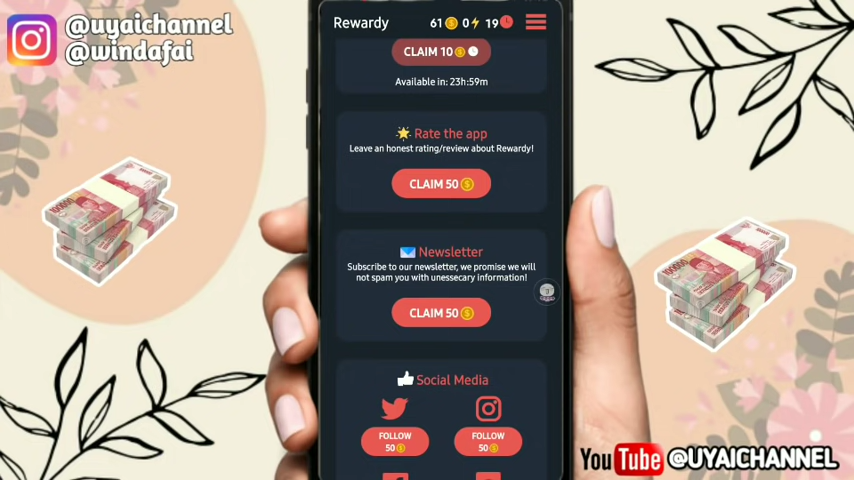 @uyaichannel
@windafai
Rewardy 61 0 19
CLAIM 10
Available in: 23h:59m
Rate the app
Leave an honest rating/review about Rewardy!
CLAIM 50
Newsletter
Subscribe to our newsletter, we promise we will
not spam you with unessecary information!
CLAIM 50
Social Media
FOLLOW
50
FOLLOW
50
100000
100000
YouTube @UYAICHANNEL